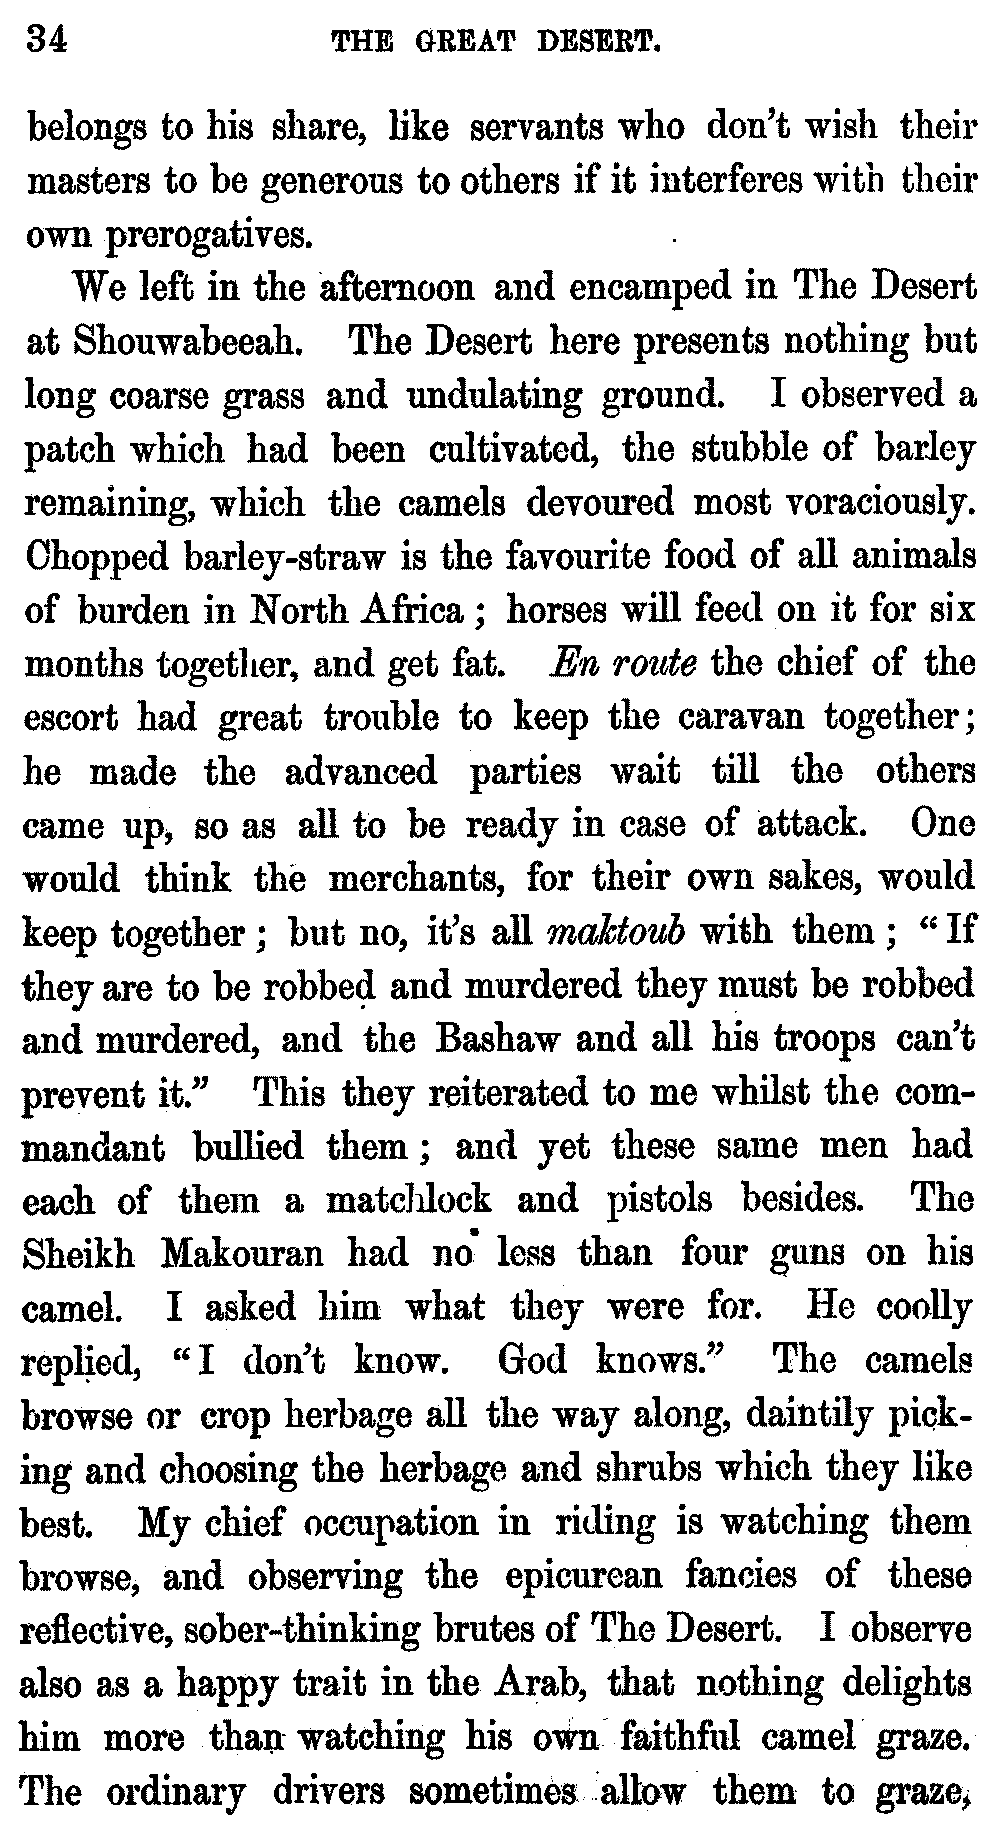 34 THE GREAT DESERT.
belongs to his share, like servants who don't wish their
masters to be generous to others if it interferes with their
own prerogatives.
We left in the afternoon and encamped in The Desert
at Shouwabeeah. The Desert here presents nothing but
long coarse grass and undulating ground. I observed a
patch which had been cultivated, the stubble of barley
remaining, which the camels devoured most voraciously.
Chopped barley-straw is the favourite food of all animals
of burden in North Africa ; horses will feed on it for six
months together, and get fat. En route the chief of the
escort had great trouble to keep the caravan together ;
he made the advanced parties wait till the others
came up, so as all to be ready in case of attack. One
would think the merchants, for their own sakes, would
keep together ; but no, it's all maktoub with them ; "If
they are to be robbed and murdered they must be robbed
and murdered, and the Bashaw and all his troops can't
prevent it." This they reiterated to me whilst the com-
mandant bullied them ; and yet these same men had
each of them a matchlock and pistols besides. The
Sheikh Makouran had no less than four guns on his
camel. I asked him what they were for. He coolly
replied, "I don't know. God knows." The camels
browse or crop herbage all the way along, daintily pick-
ing and choosing the herbage and shrubs which they like
best. My chief occupation in riding is watching them
browse, and observing the epicurean fancies of these
reflective, sober-thinking brutes of The Desert. I observe
also as a happy trait in the Arab, that nothing delights
him more than watching his own faithful camel graze.
The ordinary drivers sometimes allow them to graze,